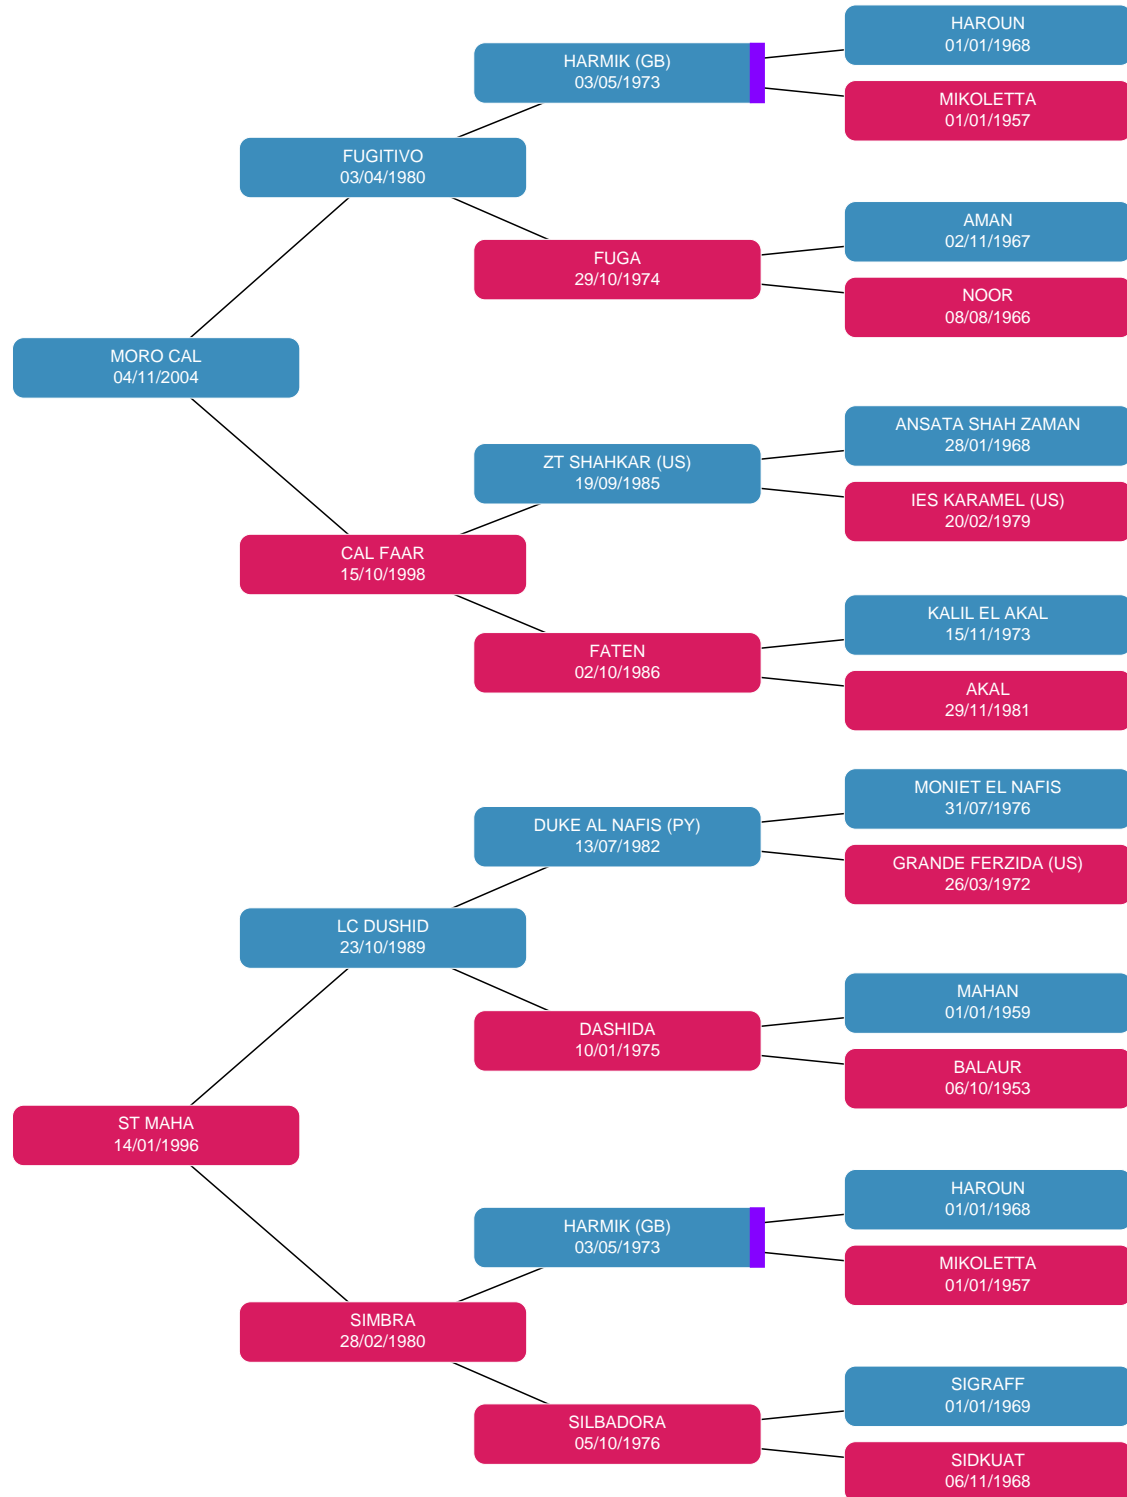 HAROUN
01/01/1968
HARMIK (GB)
03/05/1973
MIKOLETTA
01/01/1957
FUGITIVO
03/04/1980
AMAN
02/11/1967
FUGA
29/10/1974
NOOR
08/08/1966
MORO CAL
04/11/2004
ANSATA SHAH ZAMAN
28/01/1968
ZT SHAHKAR (US)
19/09/1985
IES KARAMEL (US)
20/02/1979
CAL FAAR
15/10/1998
KALIL EL AKAL
15/11/1973
FATEN
02/10/1986
AKAL
29/11/1981
MONIET EL NAFIS
31/07/1976
DUKE AL NAFIS (PY)
13/07/1982
GRANDE FERZIDA (US)
26/03/1972
LC DUSHID
23/10/1989
MAHAN
01/01/1959
DASHIDA
10/01/1975
BALAUR
06/10/1953
ST MAHA
14/01/1996
HAROUN
01/01/1968
HARMIK (GB)
03/05/1973
MIKOLETTA
01/01/1957
SIMBRA
28/02/1980
SIGRAFF
01/01/1969
SILBADORA
05/10/1976
SIDKUAT
06/11/1968